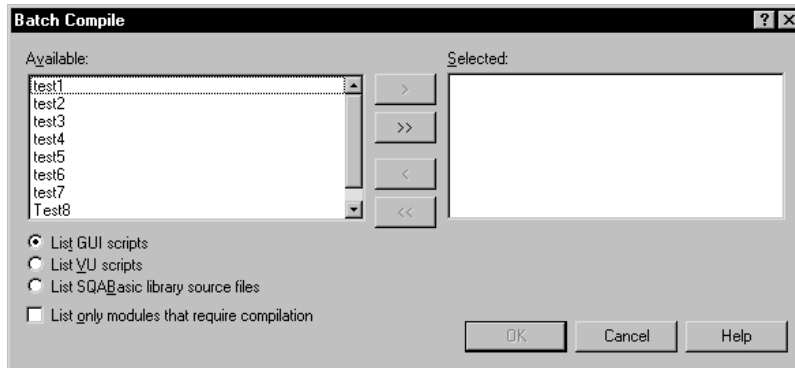 Batch Compile
Available:
Selected:
test1
test2
test3
test4
test5
test6
test7
Test8
>
>>
<
<<
List GUI scripts
List VU scripts
List SQABasic library source files
List only modules that require compilation
OK
Cancel
Help